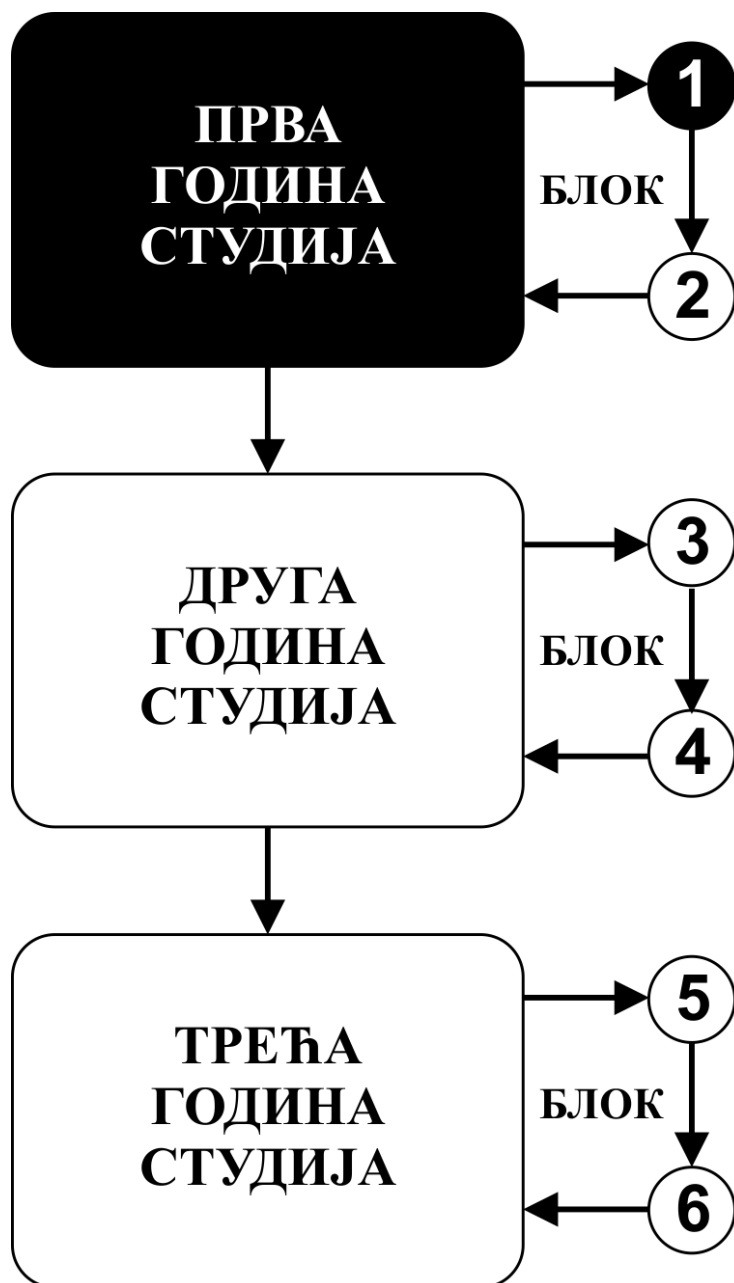 ПРВА
ГОДИНА
СТУДИЈА
1
БЛОК
2
ДРУГА
ГОДИНА
СТУДИЈА
3
БЛОК
4
ТРЕЋА
ГОДИНА
СТУДИЈА
5
БЛОК
6